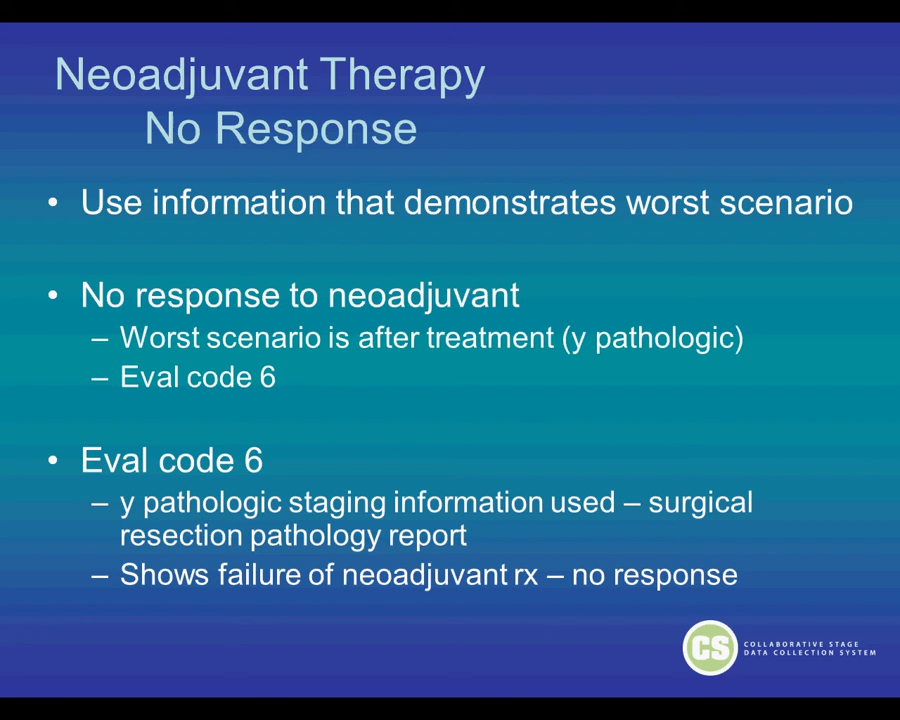 Neoadjuvant Therapy
No Response
• Use information that demonstrates worst scenario
• No response to neoadjuvant
– Worst scenario is after treatment (y pathologic)
– Eval code 6
• Eval code 6
– y pathologic staging information used – surgical
resection pathology report
– Shows failure of neoadjuvant rx – no response
CS
COLLABORATIVE STAGE
DATA COLLECTION SYSTEM